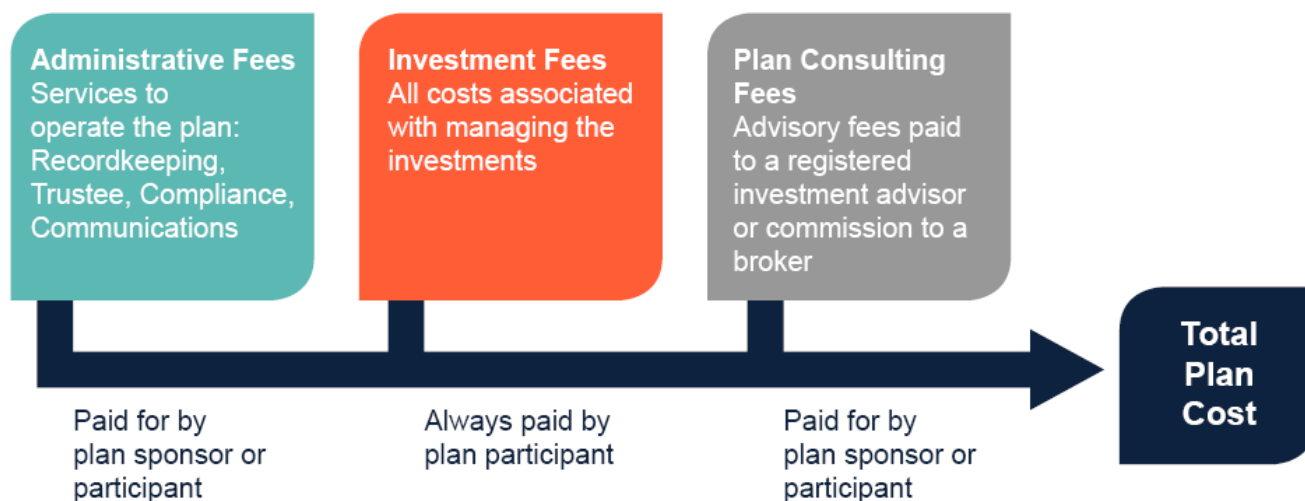 Administrative Fees
Services to
operate the plan:
Recordkeeping,
Trustee, Compliance,
Communications
Investment Fees
All costs associated
with managing the
investments
Plan Consulting
Fees
Advisory fees paid
to a registered
investment advisor
or commission to a
broker
Paid for by
plan sponsor or
participant
Always paid by
plan participant
Paid for by
plan sponsor or
participant
Total
Plan
Cost